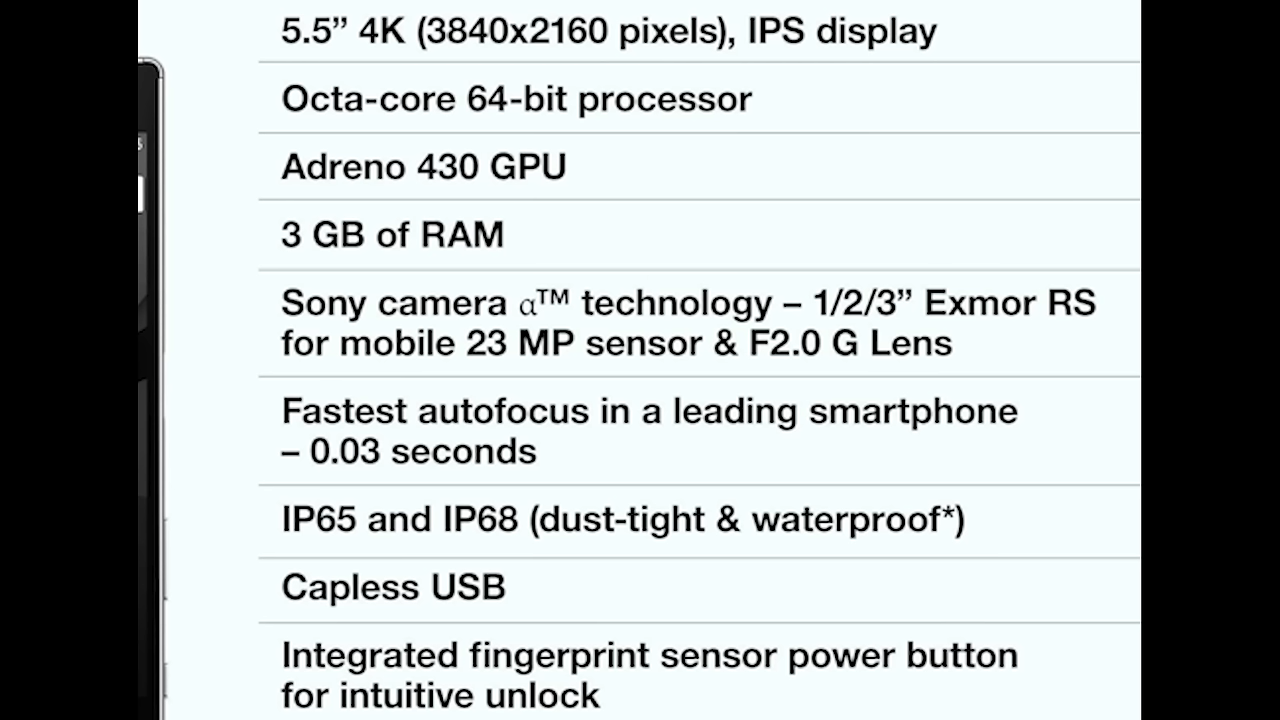 5.5” 4K (3840x2160 pixels), IPS display
Octa-core 64-bit processor
Adreno 430 GPU
3 GB of RAM
Sony camera α™ technology – 1/2/3” Exmor RS
for mobile 23 MP sensor & F2.0 G Lens
Fastest autofocus in a leading smartphone
– 0.03 seconds
IP65 and IP68 (dust-tight & waterproof*)
Capless USB
Integrated fingerprint sensor power button
for intuitive unlock